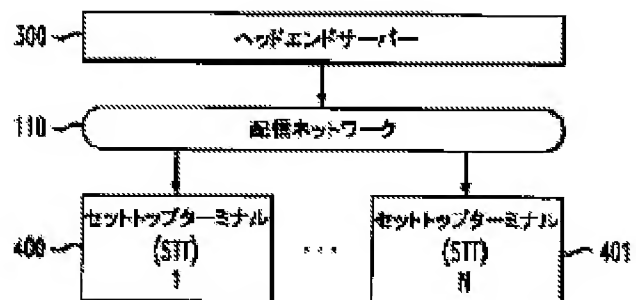 300
ヘッドエンドサーバー
110
配信ネットワーク
400
セットトップターミナル
(STT)
1
...
セットトップターミナル
(STT)
N
401